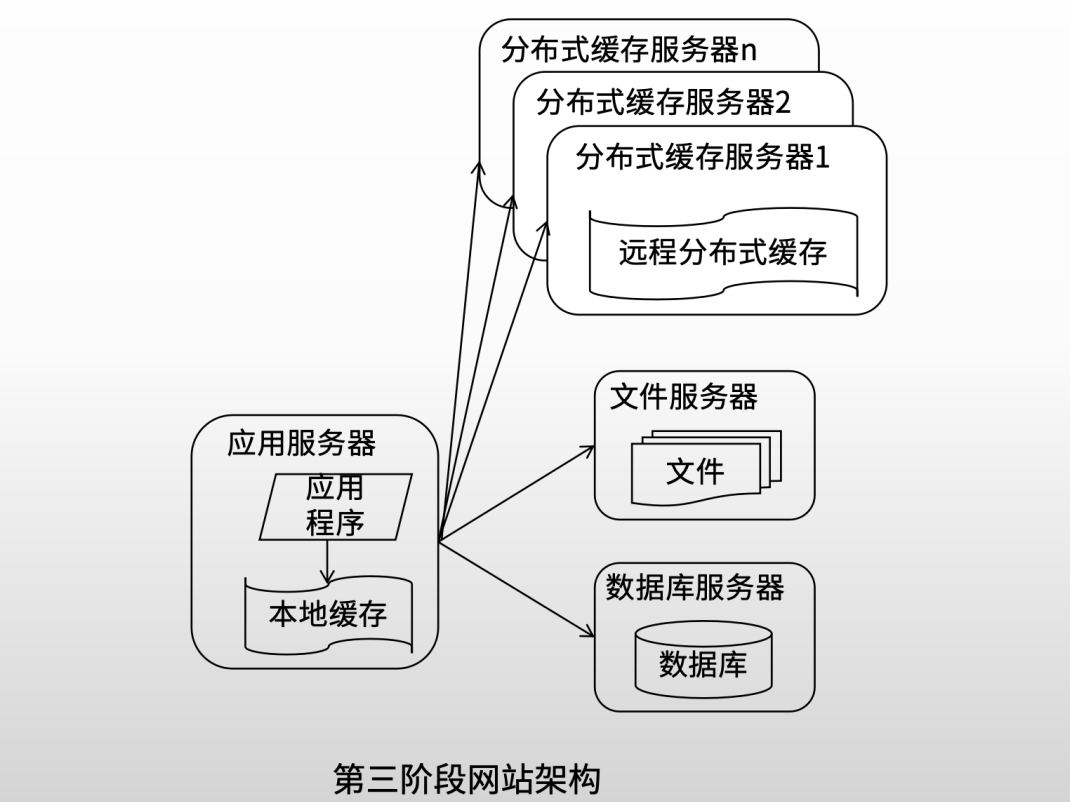 分布式缓存服务器n
分布式缓存服务器2
分布式缓存服务器1
远程分布式缓存
文件服务器
文件
应用服务器
应用
程序
本地缓存
数据库服务器
数据库
第三阶段网站架构